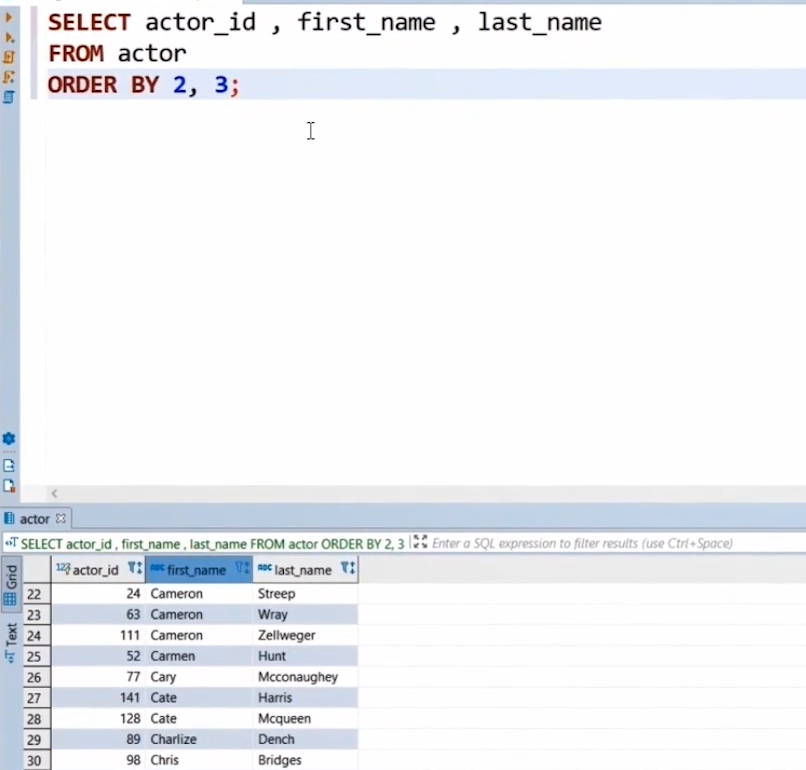 SELECT actor_id , first_name , last_name
FROM actor
ORDER BY 2, 3;
actor
SELECT actor_id , first_name , last_name FROM actor ORDER BY 2, 3 Enter a SQL expression to filter results (use Ctrl+Space)
Grid
Text
123 actor_id ABC first_name ABC last_name
22 24 Cameron Streep
23 63 Cameron Wray
24 111 Cameron Zellweger
25 52 Carmen Hunt
26 77 Cary Mcconaughey
27 141 Cate Harris
28 128 Cate Mcqueen
29 89 Charlize Dench
30 98 Chris Bridges